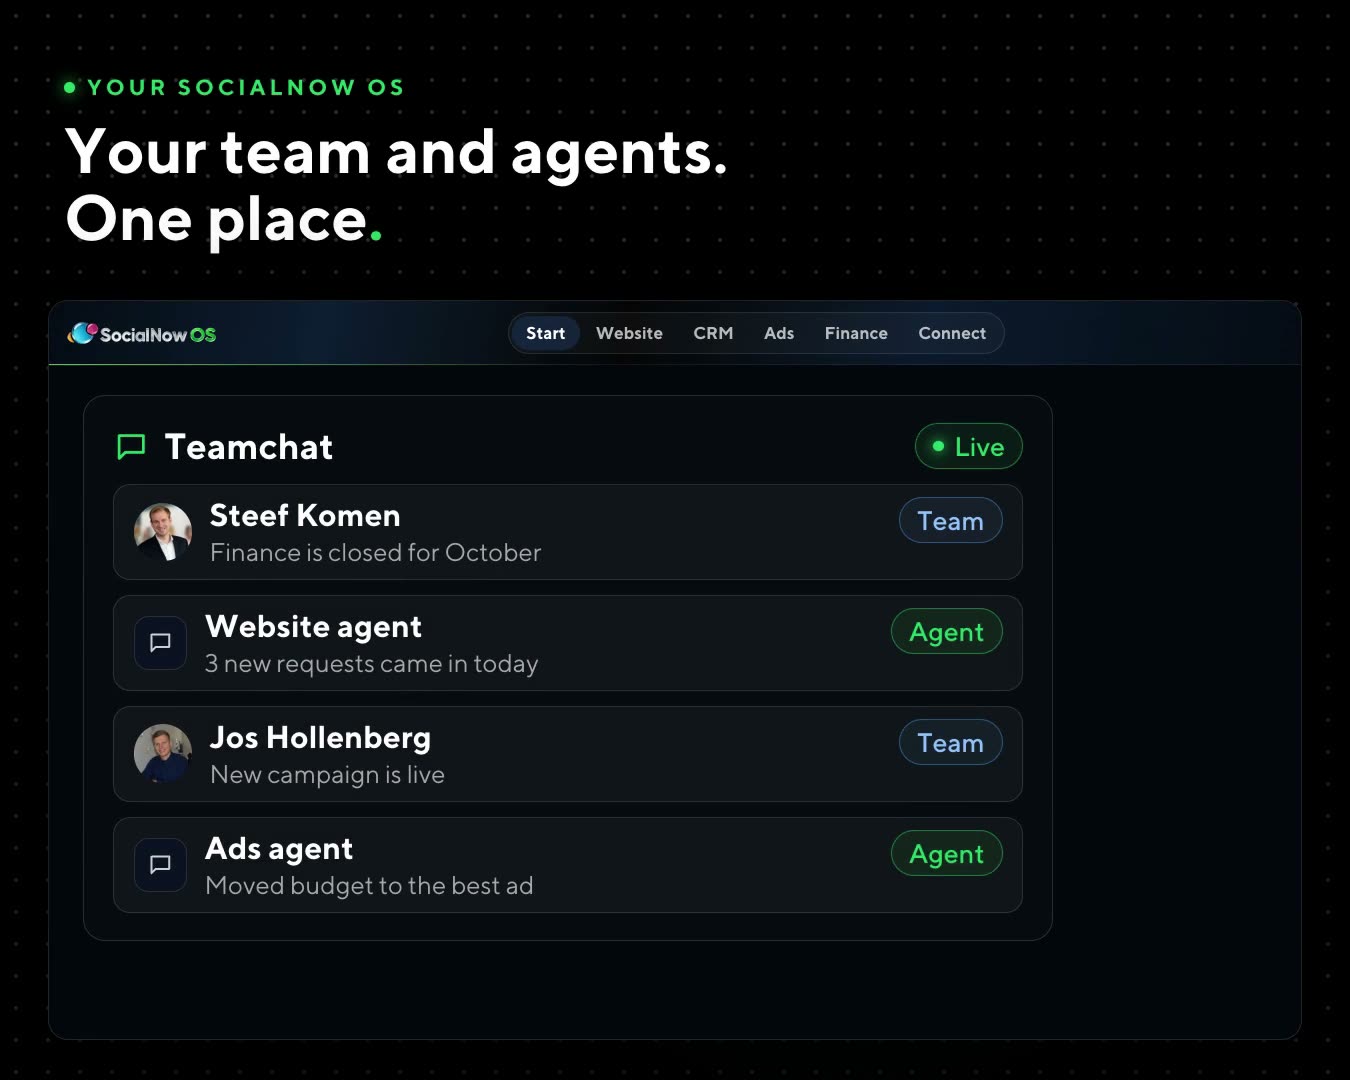 YOUR SOCIALNOW OS
Your team and agents.
One place.
SocialNow OS
Start Website CRM Ads Finance Connect
Teamchat
Live
Steef Komen
Team
Finance is closed for October
Website agent
Agent
3 new requests came in today
Jos Hollenberg
Team
New campaign is live
Ads agent
Agent
Moved budget to the best ad